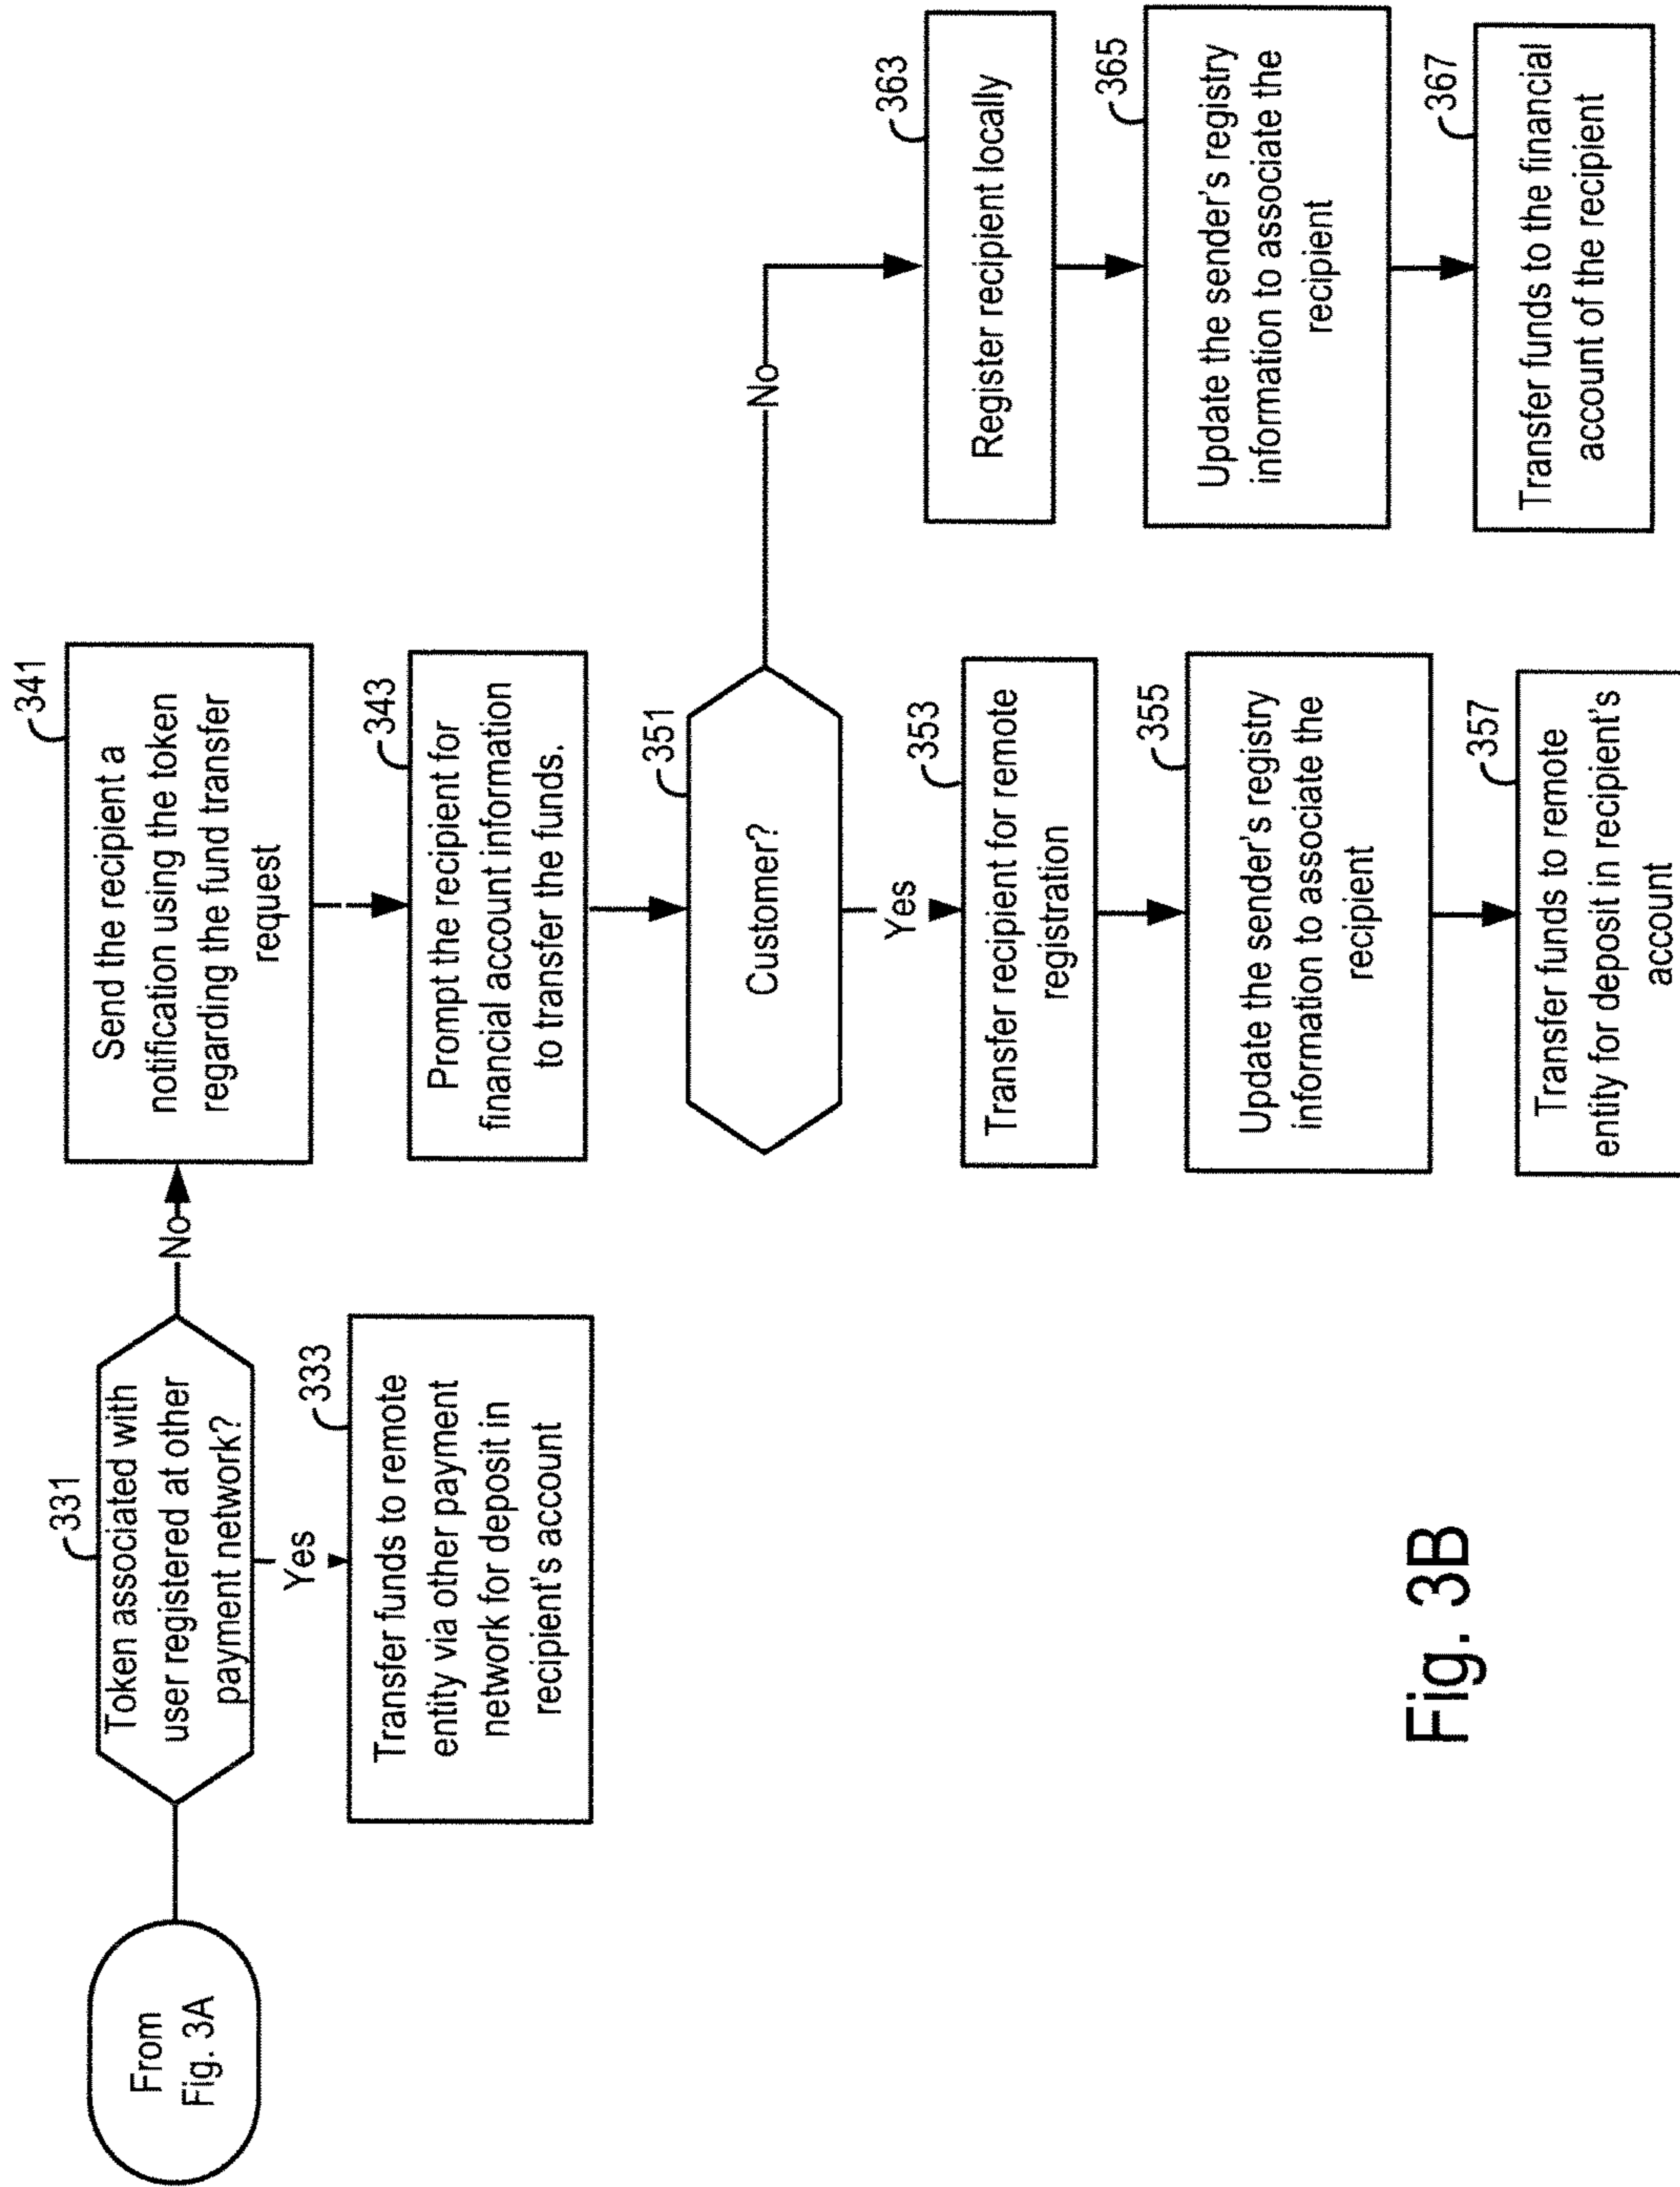 From
Fig. 3A
331
Token associated with
user registered at other
payment network?
No
Yes
333
Transfer funds to remote
entity via other payment
network for deposit in
recipient's account
341
Send the recipient a
notification using the token
regarding the fund transfer
request
343
Prompt the recipient for
financial account information
to transfer the funds.
351
Customer?
No
Yes
353
Transfer recipient for remote
registration
355
Update the sender's registry
information to associate the
recipient
357
Transfer funds to remote
entity for deposit in recipient's
account
363
Register recipient locally
365
Update the sender's registry
information to associate the
recipient
367
Transfer funds to the financial
account of the recipient
Fig. 3B